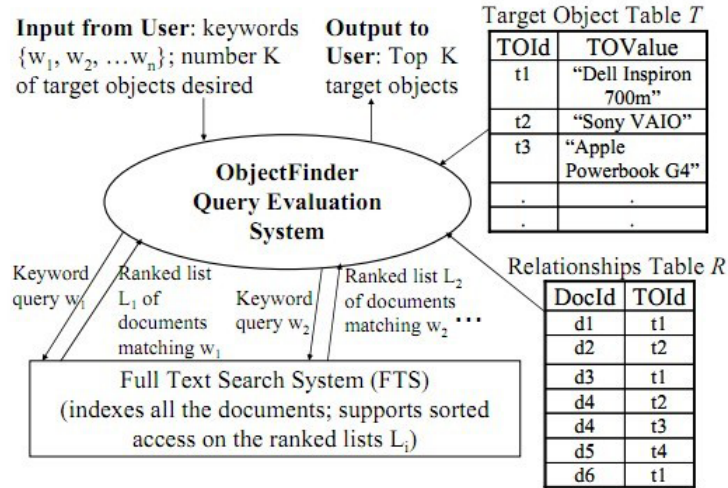 Input from User: keywords
{w1, w2, …wn}; number K
of target objects desired
Output to
User: Top K
target objects
Target Object Table T
TOId TOValue
t1 “Dell Inspiron
700m”
t2 “Sony VAIO”
t3 “Apple
Powerbook G4”
. .
. .
ObjectFinder
Query Evaluation
System
Keyword
query w1
Ranked list
L1 of
documents
matching w1
Keyword
query w2
Ranked list L2
of documents
matching w2 …
Relationships Table R
DocId TOId
d1 t1
d2 t2
d3 t1
d4 t2
d4 t3
d5 t4
d6 t1
Full Text Search System (FTS)
(indexes all the documents; supports sorted
access on the ranked lists Li)